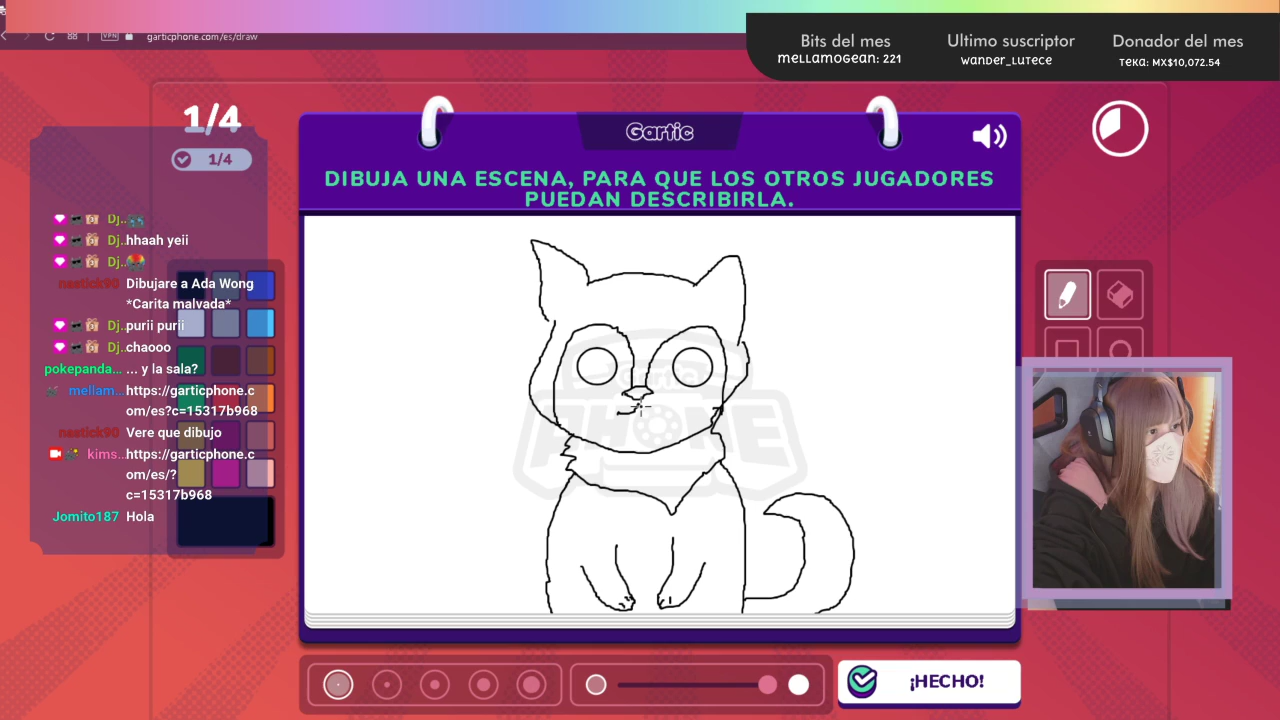 garticphone.com/es/draw
VPN
Bits del mes
mellamogean: 221
Ultimo suscriptor
wander_lutece
Donador del mes
Teka: MX$10,072.54
1/4
1/4
Gartic
DIBUJA UNA ESCENA, PARA QUE LOS OTROS JUGADORES
PUEDAN DESCRIBIRLA.
Dj..
Dj..hhaah yeii
Dj..
nastick90 Dibujare a Ada Wong
*Carita malvada*
Dj..purii purii
Dj..chaooo
pokepanda... ... y la sala?
mellam... https://garticphone.c
om/es?c=15317b968
nastick90 Vere que dibujo
kims... https://garticphone.c
om/es/?
c=15317b968
Jomito187 Hola
Gartic
PHONE
¡HECHO!